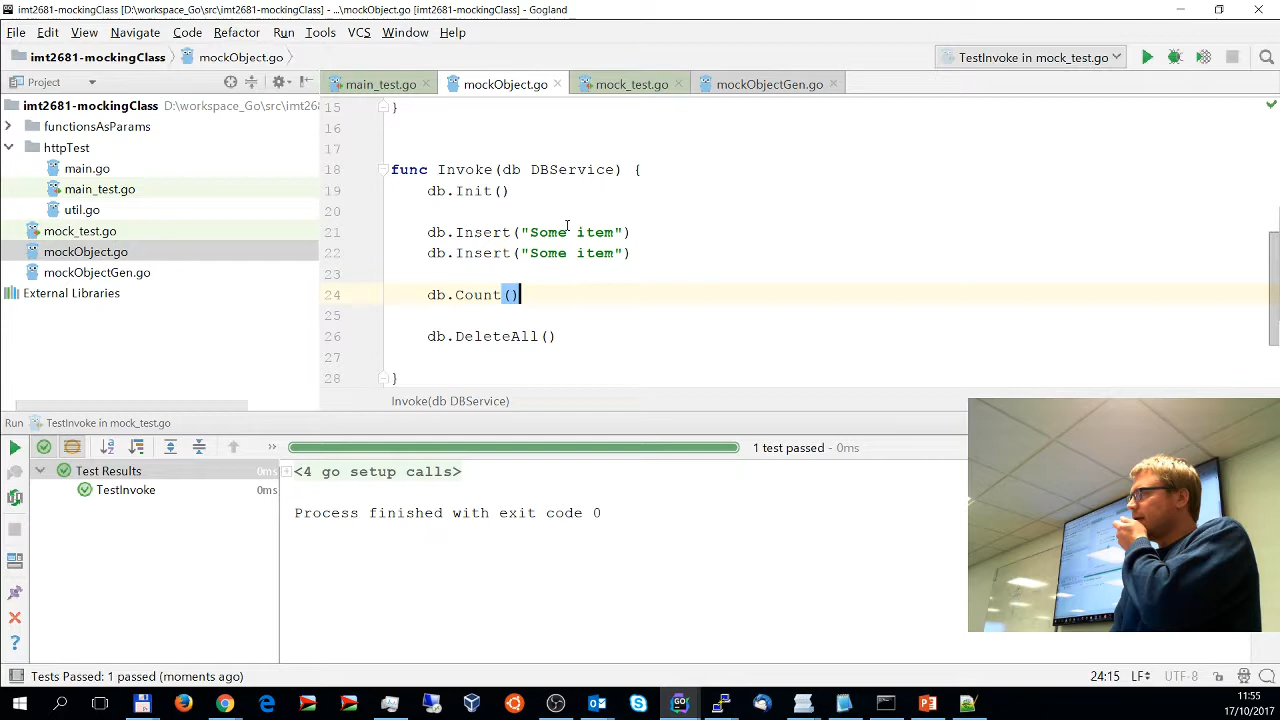 imt2681-mockingClass [D:\workspace_Go\src\imt2681-mockingClass] - ...\mockObject.go [imt2681-mockingClass] - Gogland
File Edit View Navigate Code Refactor Run Tools VCS Window Help
imt2681-mockingClass mockObject.go TestInvoke in mock_test.go
Project main_test.go mockObject.go mock_test.go mockObjectGen.go
imt2681-mockingClass D:\workspace_Go\src\imt26
functionsAsParams
httpTest
main.go
main_test.go
util.go
mock_test.go
mockObject.go
mockObjectGen.go
External Libraries
15 }
16
17
18 func Invoke(db DBService) {
19 db.Init()
20
21 db.Insert("Some item")
22 db.Insert("Some item")
23
24 db.Count()
25
26 db.DeleteAll()
27
28 }
Invoke(db DBService)
Run TestInvoke in mock_test.go
1 test passed - 0ms
Test Results 0ms
TestInvoke 0ms
<4 go setup calls>
Process finished with exit code 0
Tests Passed: 1 passed (moments ago) 24:15 LF UTF-8
11:55
17/10/2017